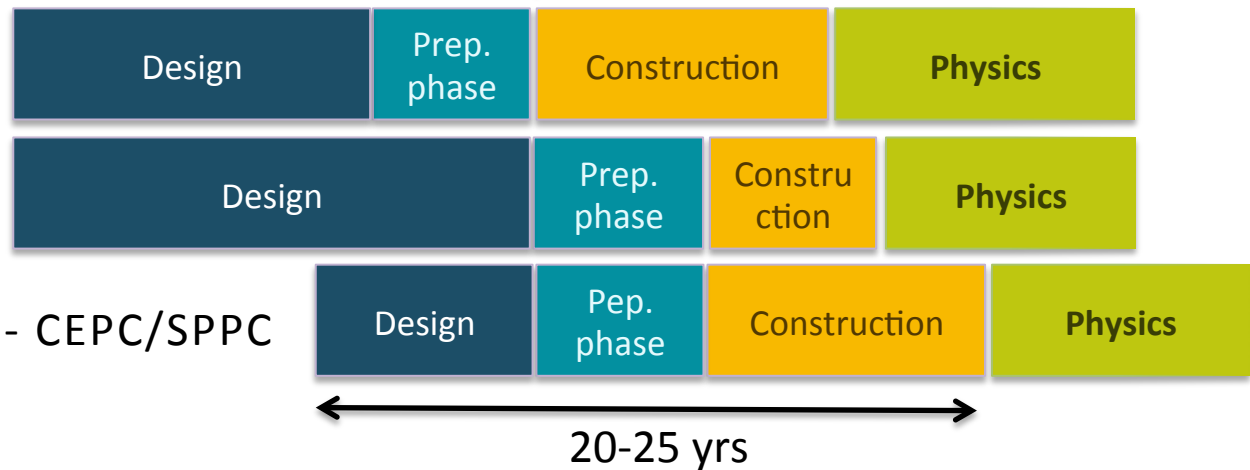 Design
Prep.
phase
Construction
Physics
Design
Prep.
phase
Constru
ction
Physics
- CEPC/SPPC
Design
Pep.
phase
Construction
Physics
20-25 yrs